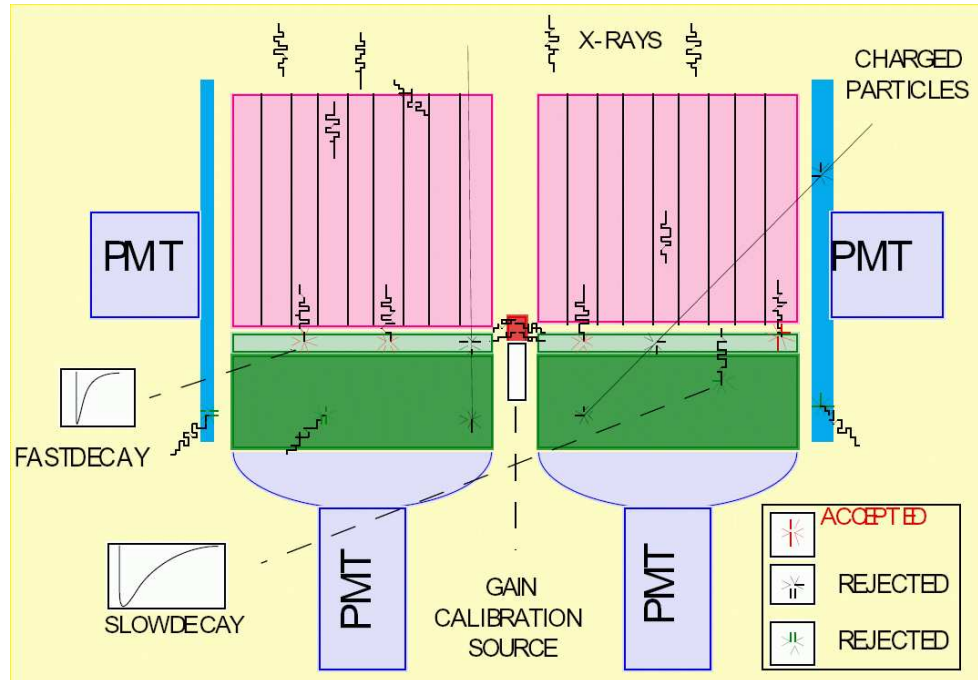 X-RAYS
CHARGED
PARTICLES
PMT
PMT
FASTDECAY
SLOWDECAY
PMT
GAIN
CALIBRATION
SOURCE
PMT
ACCEPTED
REJECTED
REJECTED